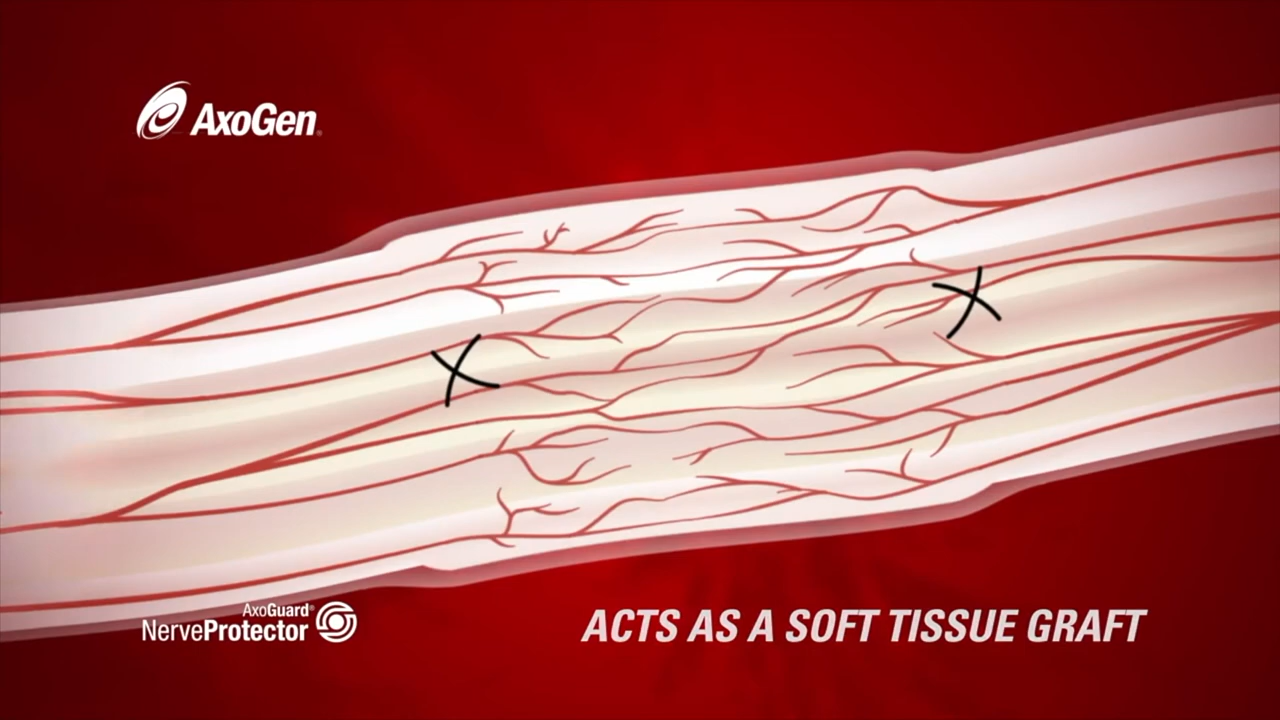 AxoGen®
AxoGuard®
NerveProtector
ACTS AS A SOFT TISSUE GRAFT